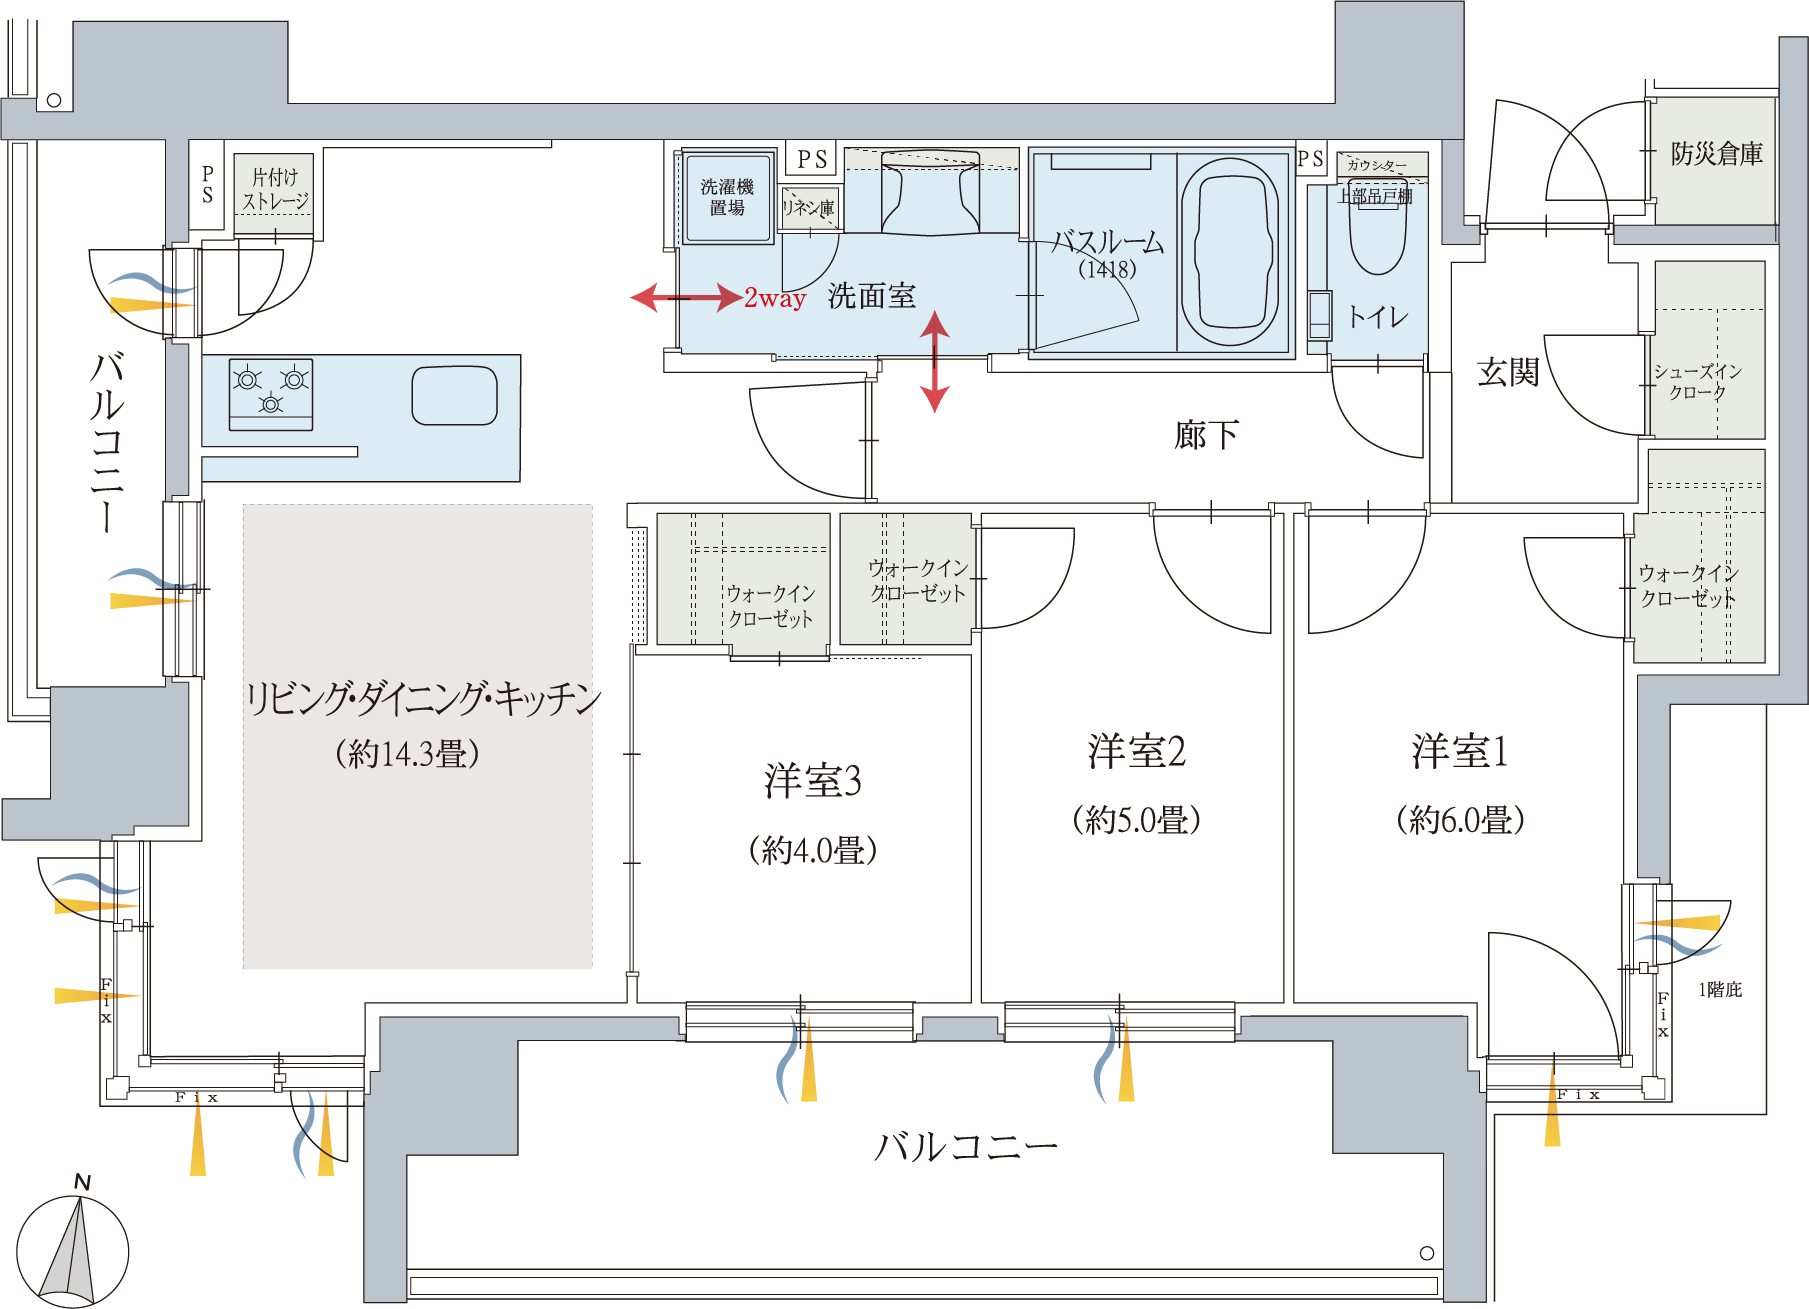 PS
片付け
ストレージ
洗濯機
置場
PS
リネン庫
2way
洗面室
バスルーム
(1418)
PS
カウンター
上部吊戸棚
トイレ
防災倉庫
玄関
シューズイン
クローク
廊下
バルコニー
ウォークイン
クローゼット
ウォークイン
クローゼット
ウォークイン
クローゼット
リビング・ダイニング・キッチン
(約14.3畳)
洋室3
(約4.0畳)
洋室2
(約5.0畳)
洋室1
(約6.0畳)
Fix
Fix
1階庇
Fix
Fix
バルコニー
N